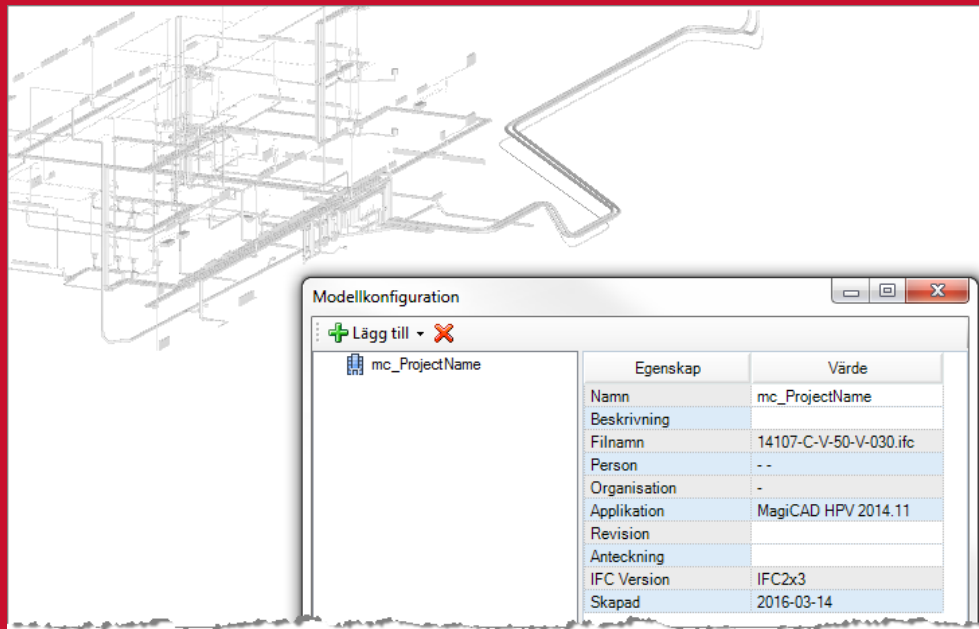 Modellkonfiguration
Lägg till
mc_ProjectName
Egenskap Värde
Namn mc_ProjectName
Beskrivning
Filnamn 14107-C-V-50-V-030.ifc
Person - -
Organisation -
Applikation MagiCAD HPV 2014.11
Revision
Anteckning
IFC Version IFC2x3
Skapad 2016-03-14